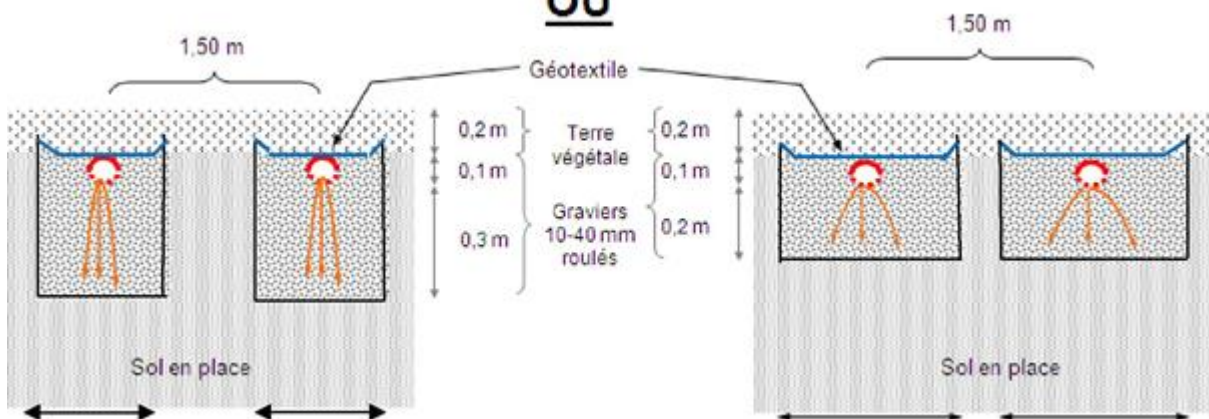 OU
1,50 m
1,50 m
Géotextile
0,2 m
Terre
végétale
0,2 m
0,1 m
0,1 m
0,3 m
Graviers
10-40 mm
roulés
0,2 m
Sol en place
Sol en place